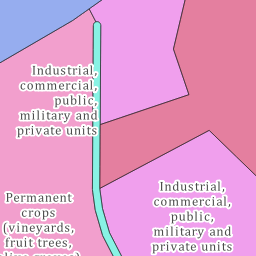 Industrial,
commercial,
public,
military and
private units
Permanent
crops
(vineyards,
fruit trees,
Industrial,
commercial,
public,
military and
private units